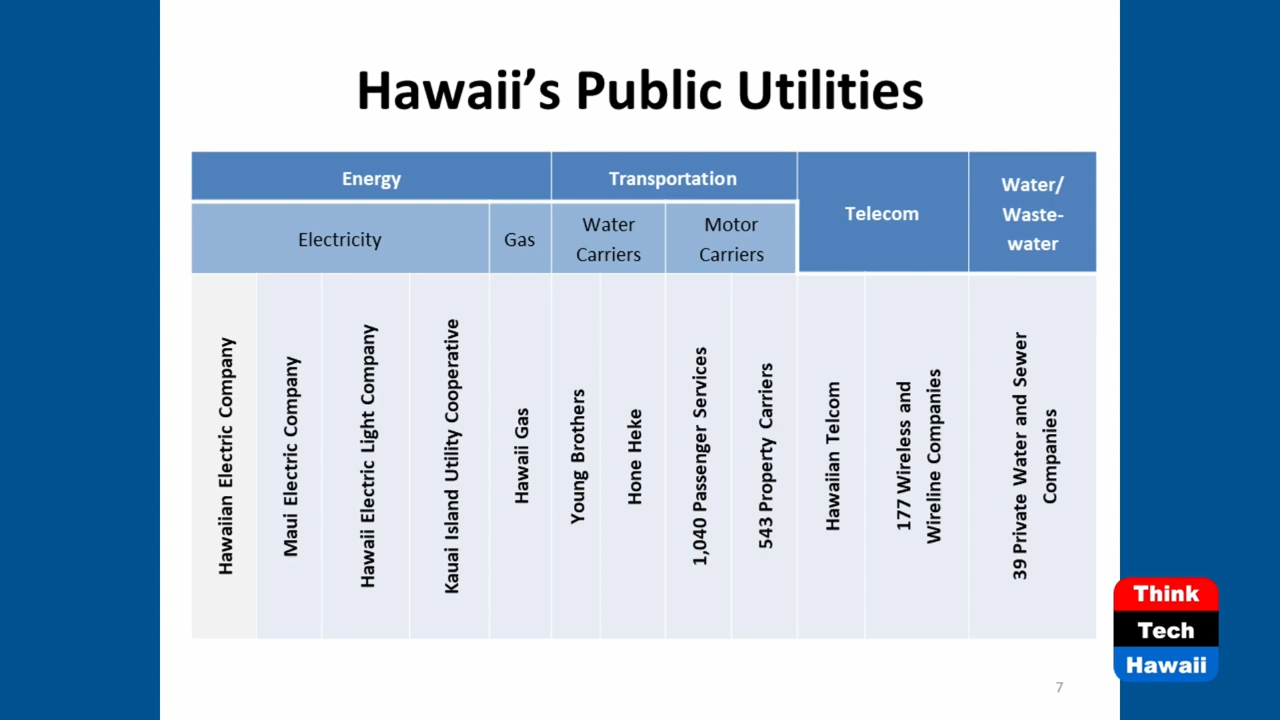 Hawaii's Public Utilities
Energy
Transportation
Telecom
Water/
Waste-
water
Electricity
Gas
Water
Carriers
Motor
Carriers
Hawaiian Electric Company
Maui Electric Company
Hawaii Electric Light Company
Kauai Island Utility Cooperative
Hawaii Gas
Young Brothers
Hone Heke
1,040 Passenger Services
543 Property Carriers
Hawaiian Telcom
177 Wireless and
Wireline Companies
39 Private Water and Sewer
Companies
Think
Tech
Hawaii
7